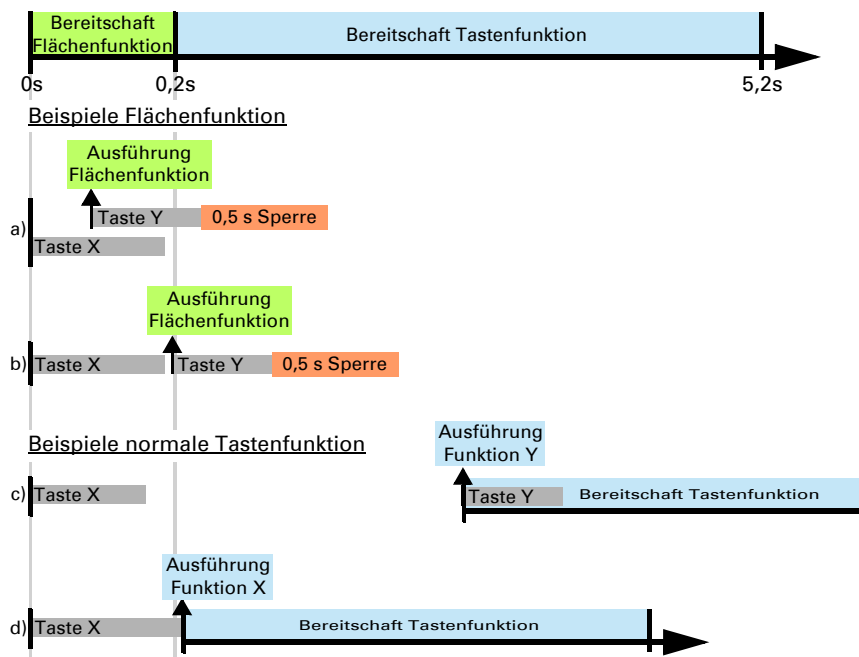 Bereitschaft
Flächenfunktion
Bereitschaft Tastenfunktion
0s
0,2s
5,2s
Beispiele Flächenfunktion
Ausführung
Flächenfunktion
a)
Taste Y
0,5 s Sperre
Taste X
Ausführung
Flächenfunktion
b)
Taste X
Taste Y
0,5 s Sperre
Beispiele normale Tastenfunktion
Ausführung
Funktion Y
c)
Taste X
Taste Y
Bereitschaft Tastenfunktion
Ausführung
Funktion X
d)
Taste X
Bereitschaft Tastenfunktion